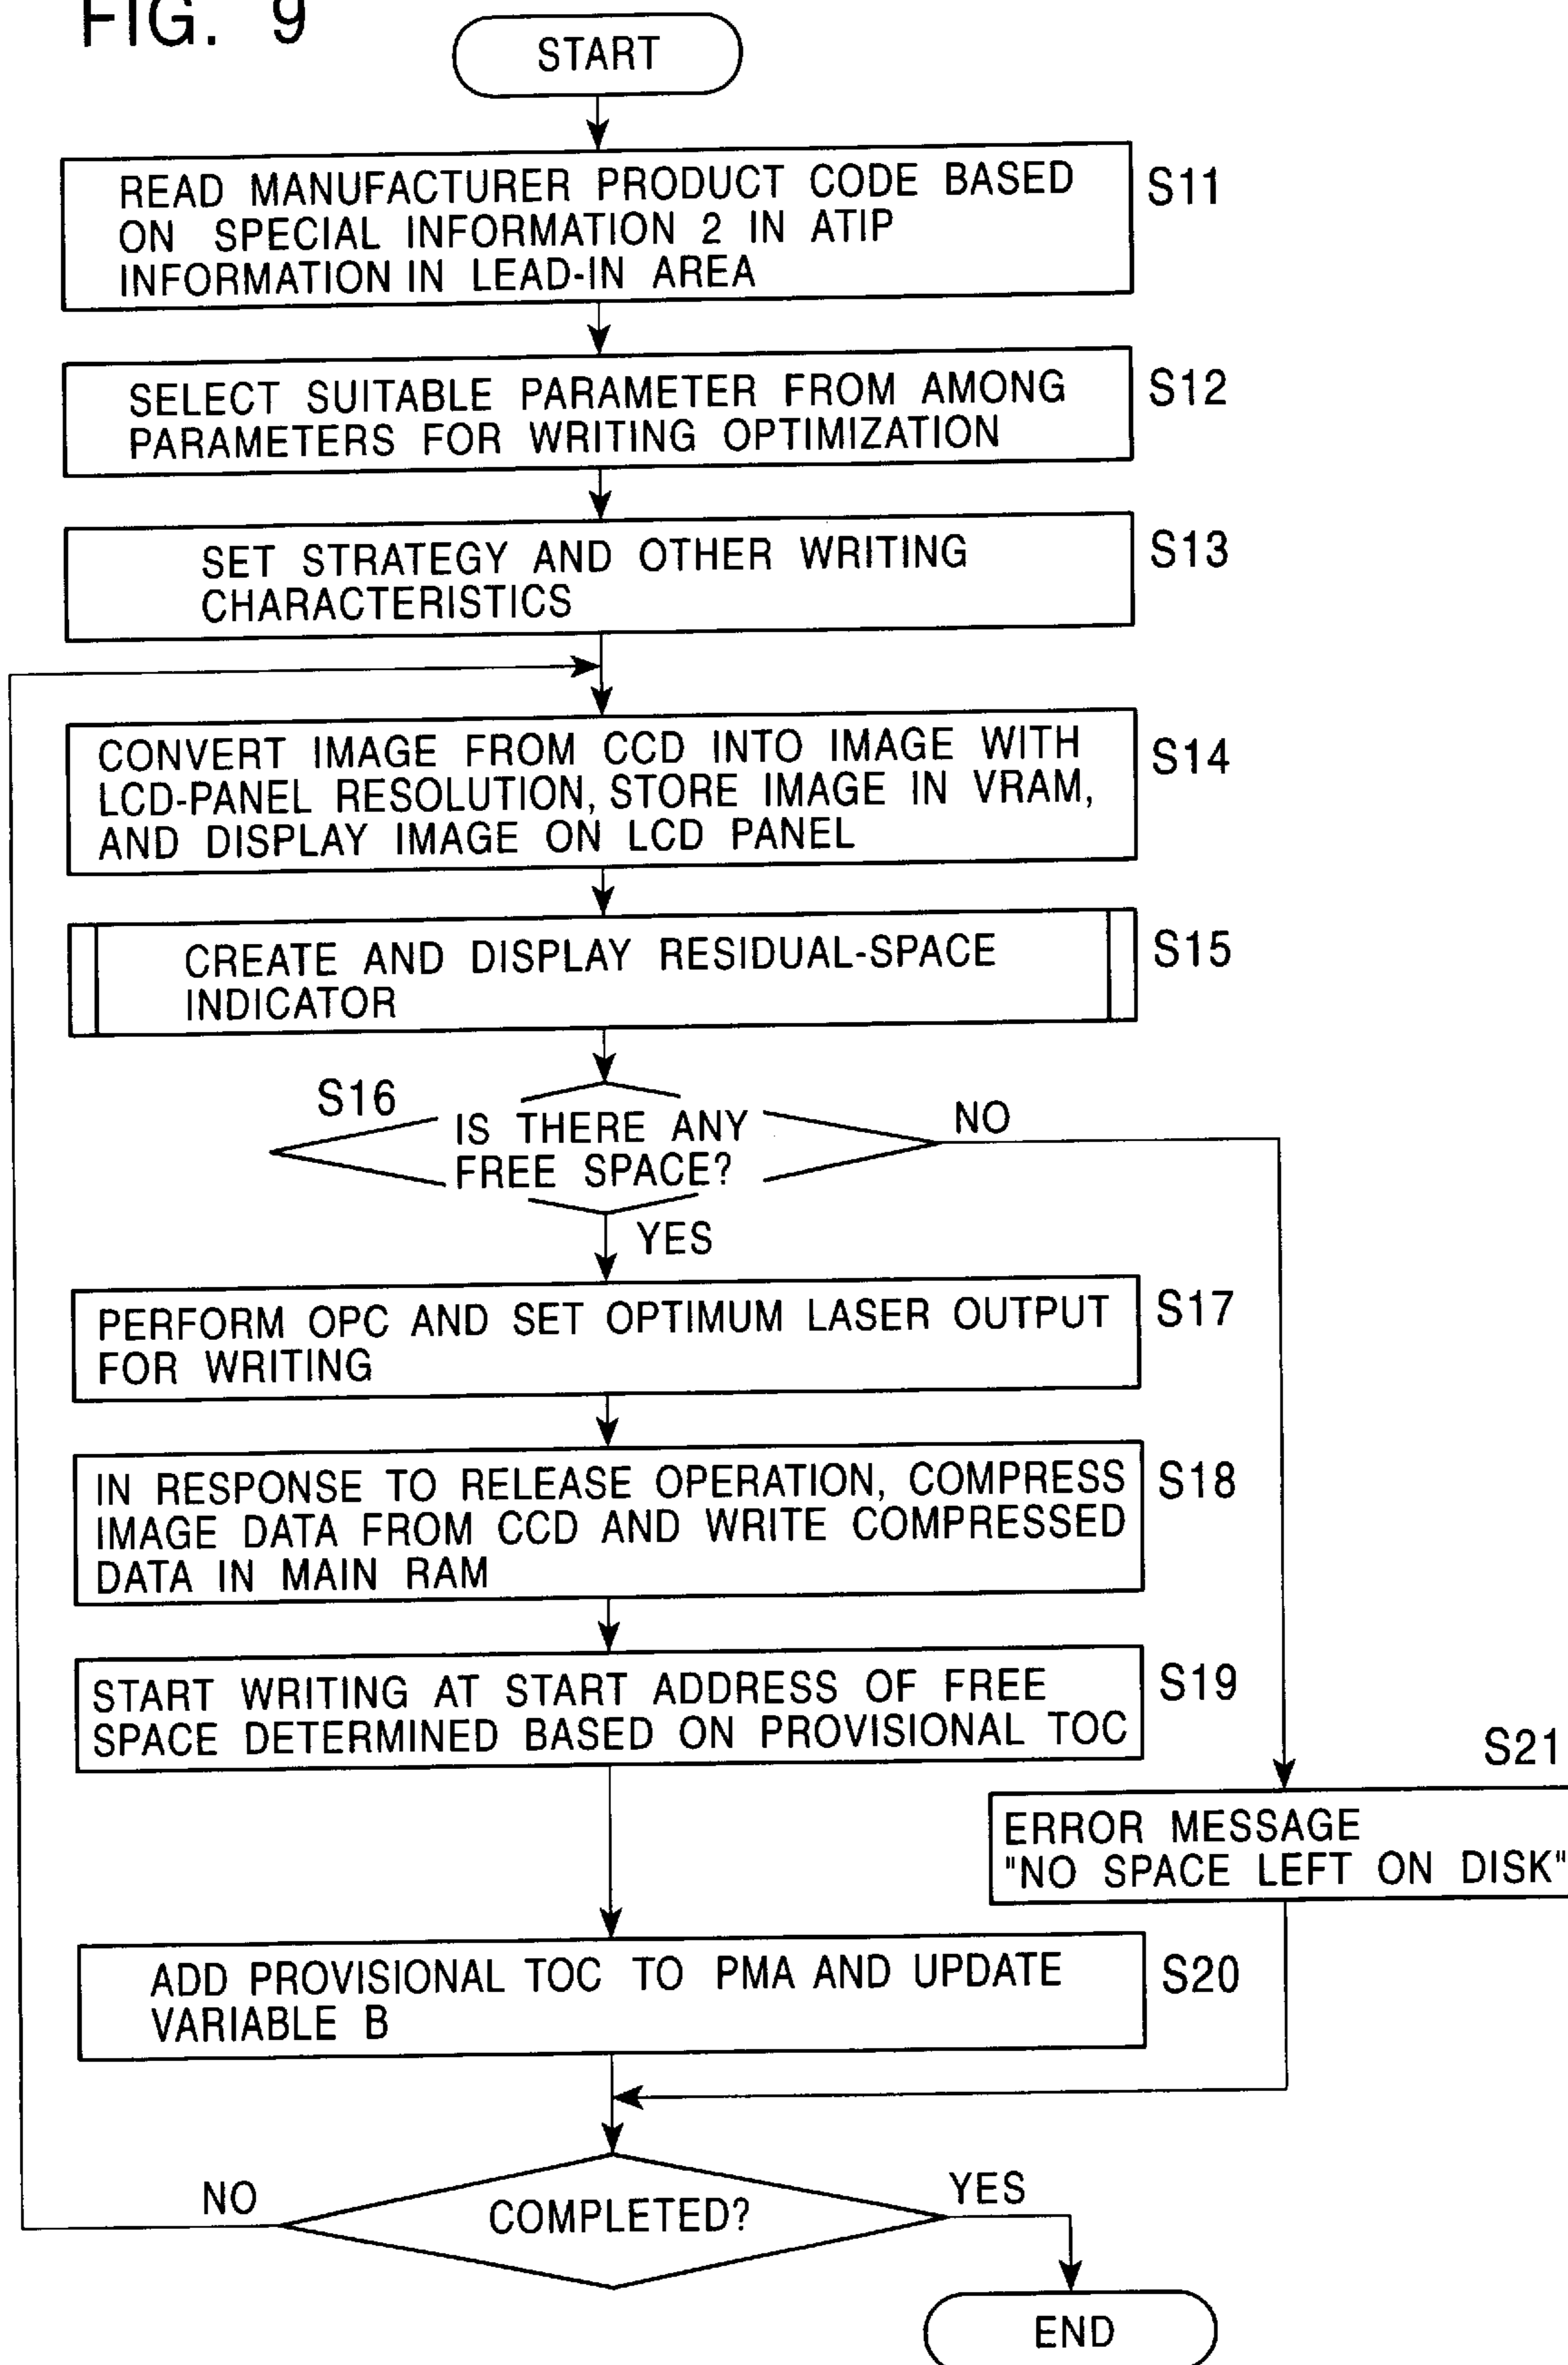 FIG. 9
START
READ MANUFACTURER PRODUCT CODE BASED
ON SPECIAL INFORMATION 2 IN ATIP
INFORMATION IN LEAD-IN AREA
S11
SELECT SUITABLE PARAMETER FROM AMONG
PARAMETERS FOR WRITING OPTIMIZATION
S12
SET STRATEGY AND OTHER WRITING
CHARACTERISTICS
S13
CONVERT IMAGE FROM CCD INTO IMAGE WITH
LCD-PANEL RESOLUTION, STORE IMAGE IN VRAM,
AND DISPLAY IMAGE ON LCD PANEL
S14
CREATE AND DISPLAY RESIDUAL-SPACE
INDICATOR
S15
S16
IS THERE ANY
FREE SPACE?
NO
YES
PERFORM OPC AND SET OPTIMUM LASER OUTPUT
FOR WRITING
S17
IN RESPONSE TO RELEASE OPERATION, COMPRESS
IMAGE DATA FROM CCD AND WRITE COMPRESSED
DATA IN MAIN RAM
S18
START WRITING AT START ADDRESS OF FREE
SPACE DETERMINED BASED ON PROVISIONAL TOC
S19
S21
ERROR MESSAGE
"NO SPACE LEFT ON DISK"
ADD PROVISIONAL TOC TO PMA AND UPDATE
VARIABLE B
S20
NO
COMPLETED?
YES
END